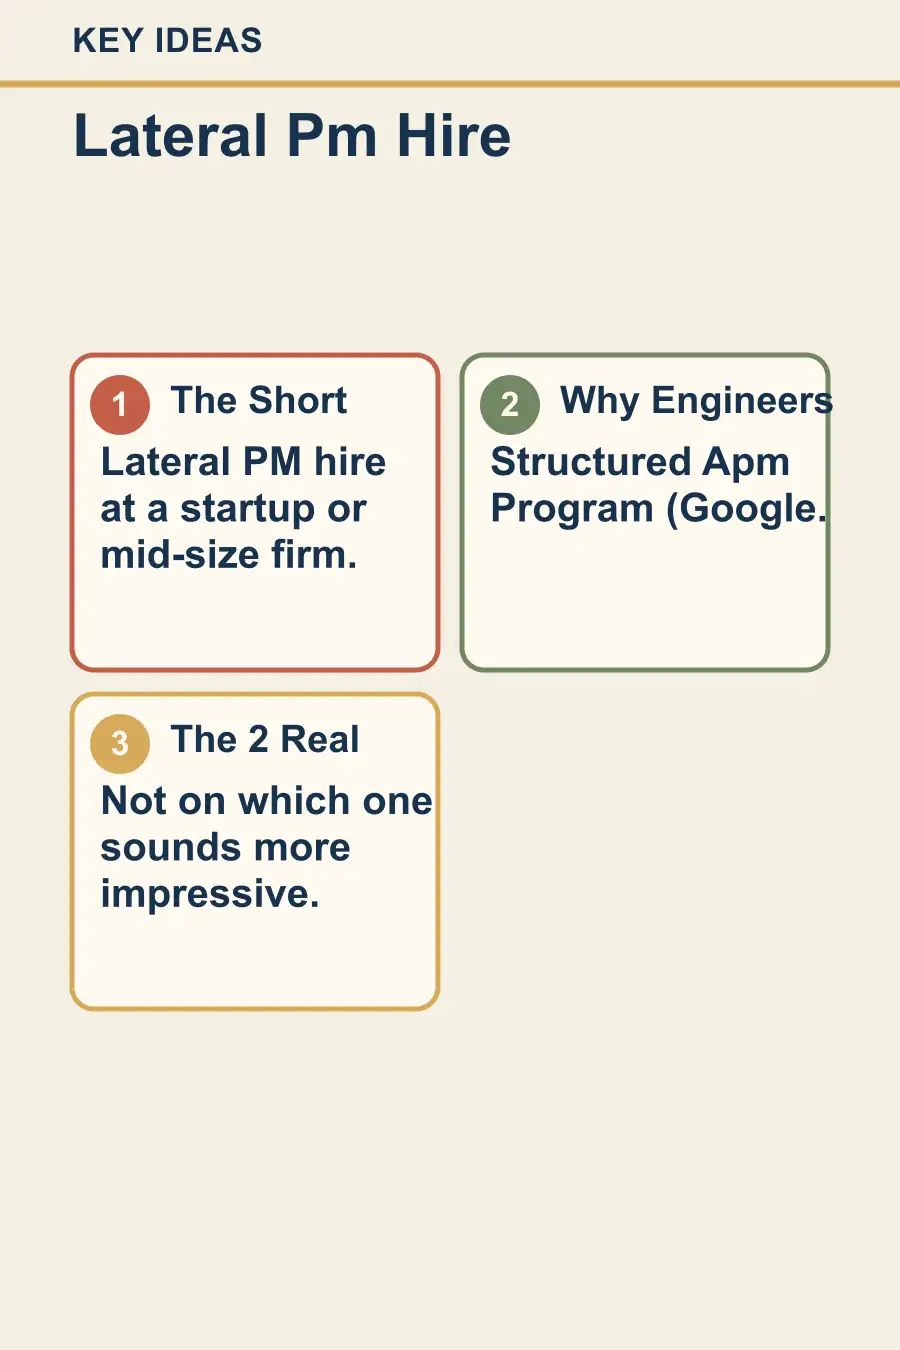 KEY IDEAS
Lateral Pm Hire
1
The Short
Lateral PM hire
at a startup or
mid-size firm.
2
Why Engineers
Structured Apm
Program (Google.
3
The 2 Real
Not on which one
sounds more
impressive.